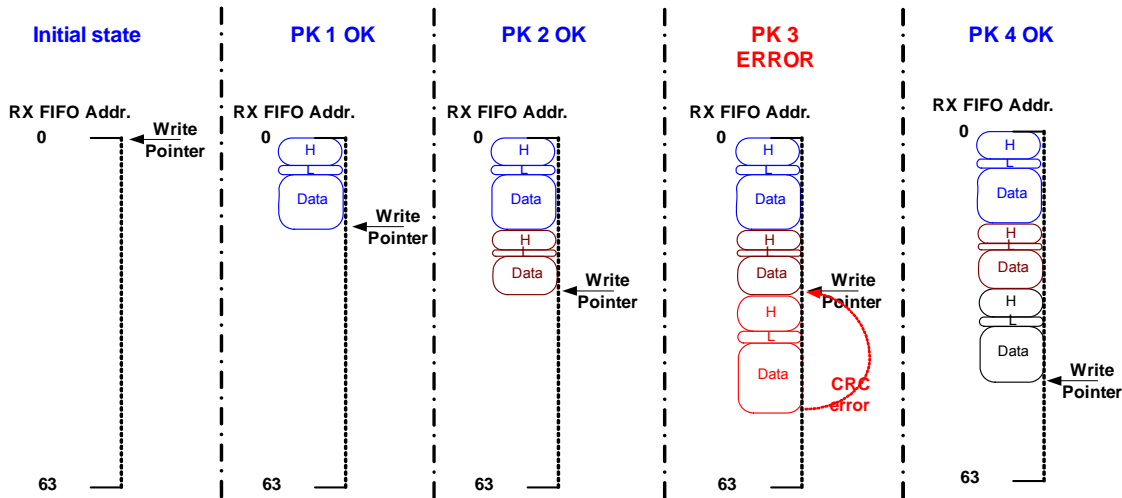 Initial state
PK 1 OK
PK 2 OK
PK 3
ERROR
PK 4 OK
RX FIFO Addr.
0
Write
Pointer
63
RX FIFO Addr.
0
H
L
Data
Write
Pointer
63
RX FIFO Addr.
0
H
L
Data
H
L
Data
Write
Pointer
63
RX FIFO Addr.
0
H
L
Data
H
L
Data
Write
Pointer
H
L
Data
CRC
error
63
RX FIFO Addr.
0
H
L
Data
H
L
Data
H
L
Data
Write
Pointer
63